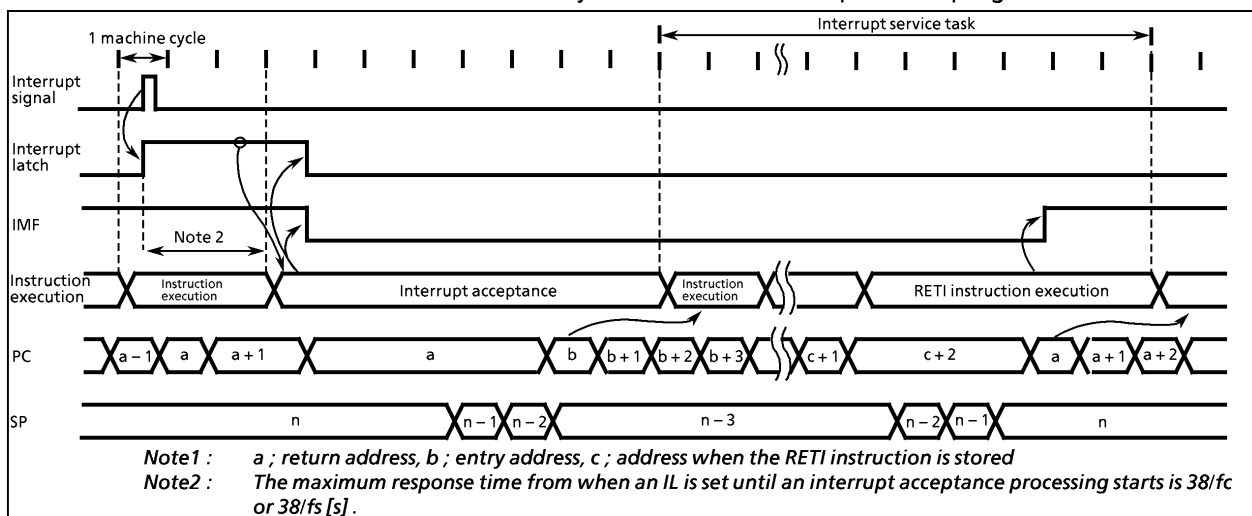 Interrupt service task
1 machine cycle
Interrupt
signal
Interrupt
latch
IMF
Note 2
Instruction
execution
Instruction
execution
Interrupt acceptance
Instruction
execution
RETI instruction execution
PC
a – 1 a a + 1 a b b + 1 b + 2 b + 3 c + 1 c + 2 a a + 1 a + 2
SP
n n – 1 n – 2 n – 3 n – 2 n – 1 n
Note1 : a ; return address, b ; entry address, c ; address when the RETI instruction is stored
Note2 : The maximum response time from when an IL is set until an interrupt acceptance processing starts is 38/fc
or 38/fs [s] .